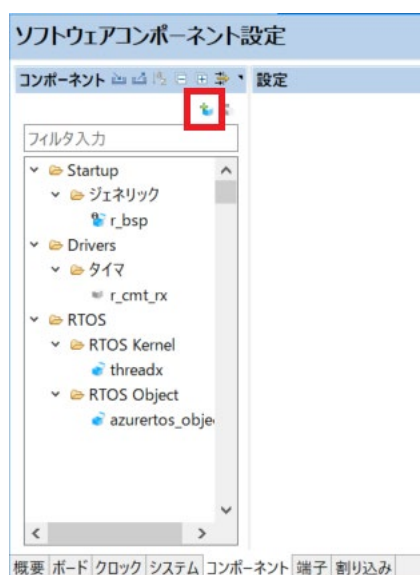 ソフトウェアコンポーネント設定
コンポーネント 設定
フィルタ入力
Startup
ジェネリック
r_bsp
Drivers
タイマ
r_cmt_rx
RTOS
RTOS Kernel
threadx
RTOS Object
azurertos_obje
概要 ボード クロック システム コンポーネント 端子 割り込み